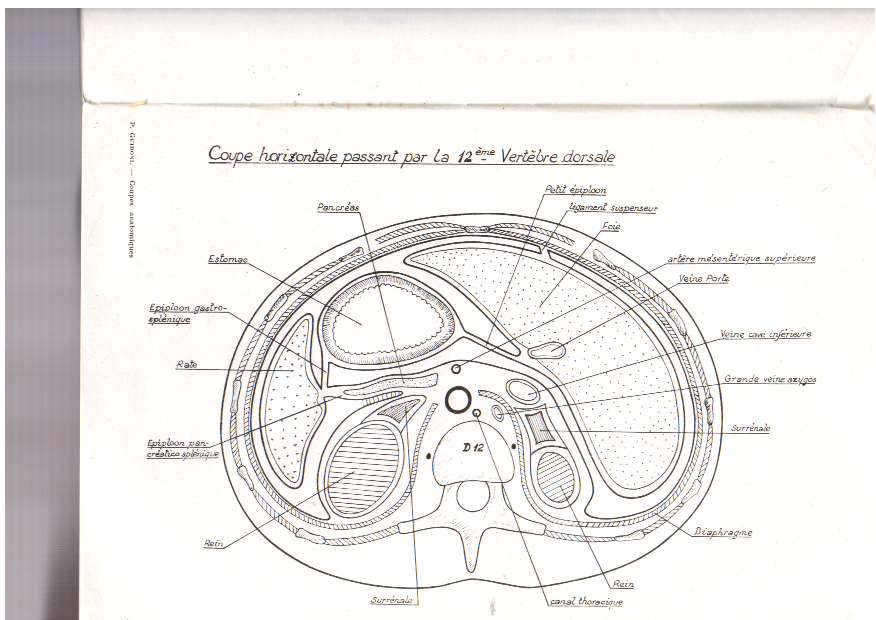 P. GUIDONI. — Coupes anatomiques
Coupe horizontale passant par la 12ème Vertèbre dorsale
Petit épiploon
ligament suspenseur
Foie
Pancréas
Estomac
artère mésentérique supérieure
Veine Porte
Epiploon gastro-
splénique
Veine cave inférieure
Rate
Grande veine azygos
Surrénale
Epiploon pan-
créatico splénique
D12
Diaphragme
Rein
Rein
Surrénale
canal thoracique